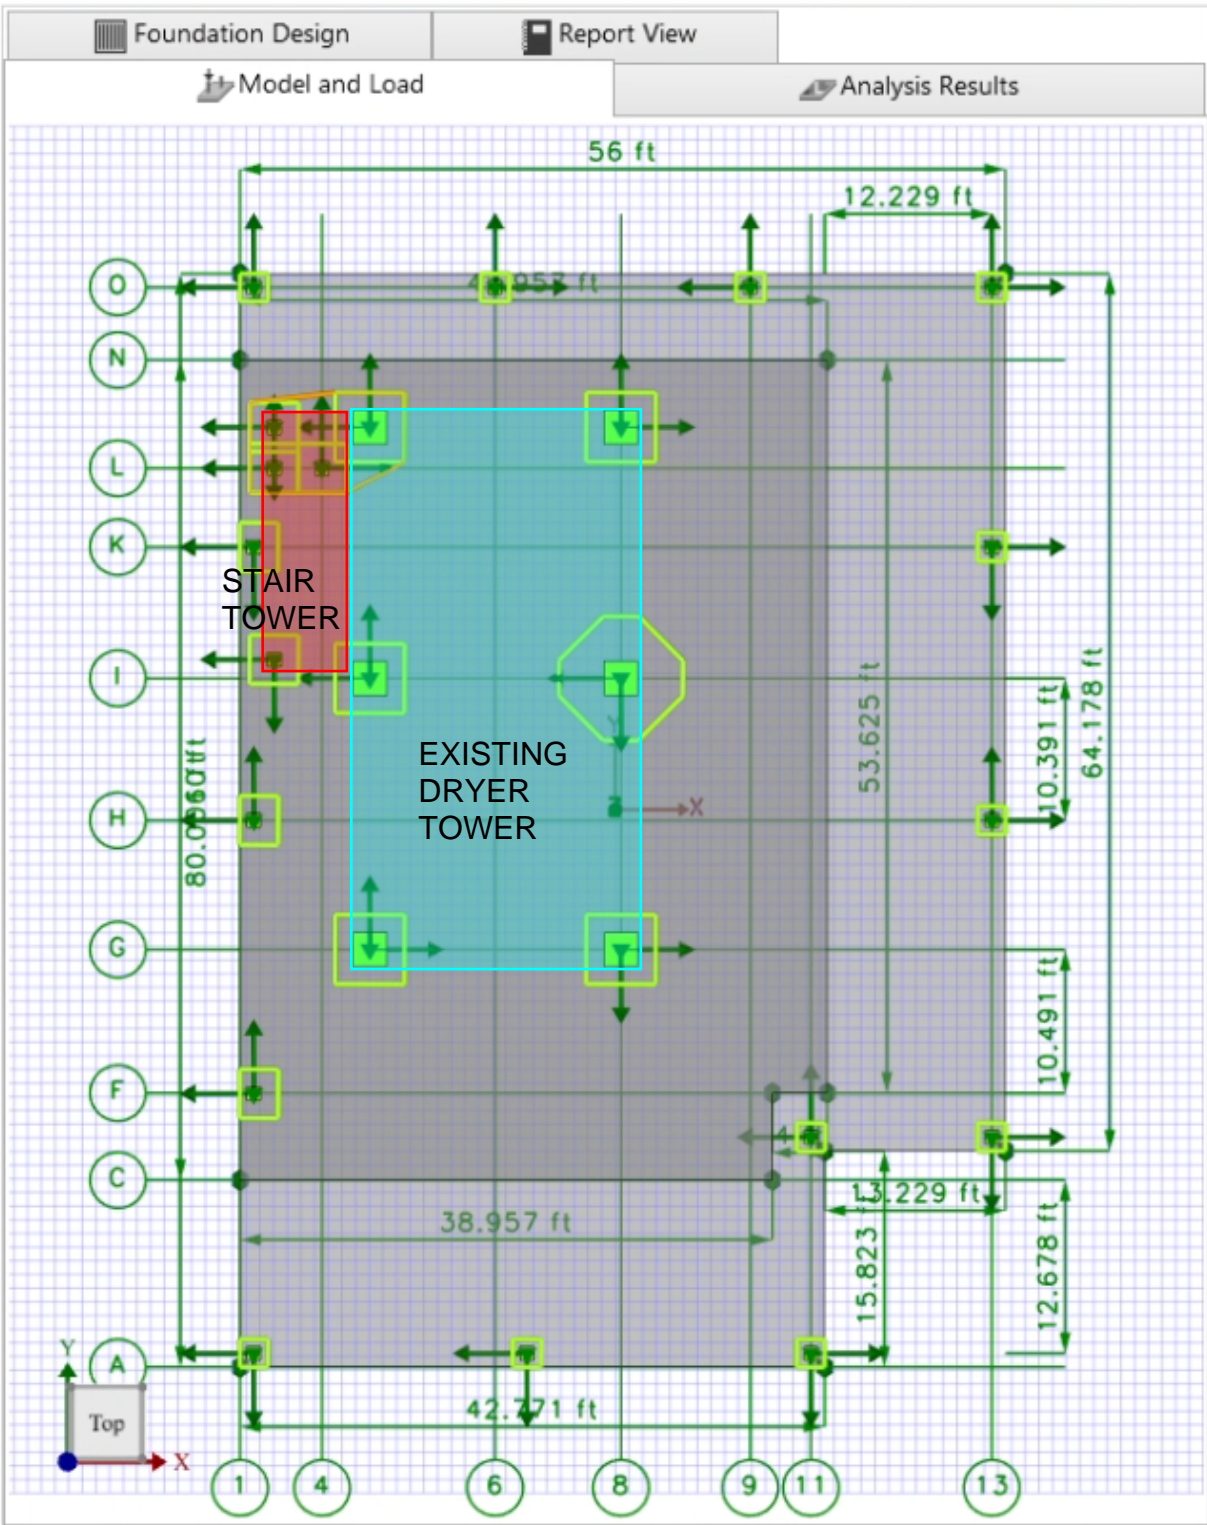 Foundation Design
Report View
Model and Load
Analysis Results
56 ft
12.229 ft
O
N
L
K
STAIR
TOWER
I
53.625 ft
10.391 ft
64.178 ft
EXISTING
DRYER
TOWER
Y
X
H
G
10.491 ft
F
4
C
13.229 ft
38.957 ft
15.823 ft
12.678 ft
A
Y
Top
X
42.771 ft
1
4
6
8
9
11
13